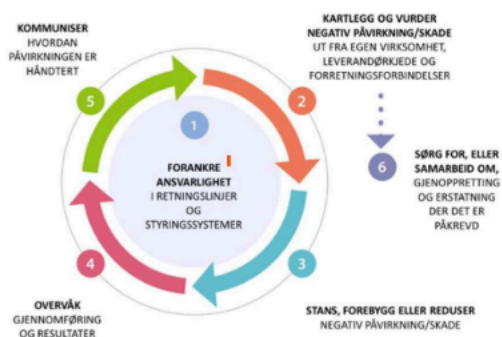 1
FORANKRE
ANSVARLIGHET
I RETNINGSLINJER
OG
STYRINGSSYSTEMER
2
KARTLEGG OG VURDER
NEGATIV PÅVIRKNING/SKADE
UT FRA EGEN VIRKSOMHET,
LEVERANDØRKJEDE OG
FORRETNINGSFORBINDELSER
3
STANS, FOREBYGG ELLER REDUSER
NEGATIV PÅVIRKNING/SKADE
4
OVERVÅK
GJENNOMFØRING
OG RESULTATER
5
KOMMUNISER
HVORDAN
PÅVIRKNINGEN ER
HÅNDTERT
6
SØRG FOR, ELLER
SAMARBEID OM,
GJENOPPRETTING
OG ERSTATNING
DER DET ER
PÅKREVD